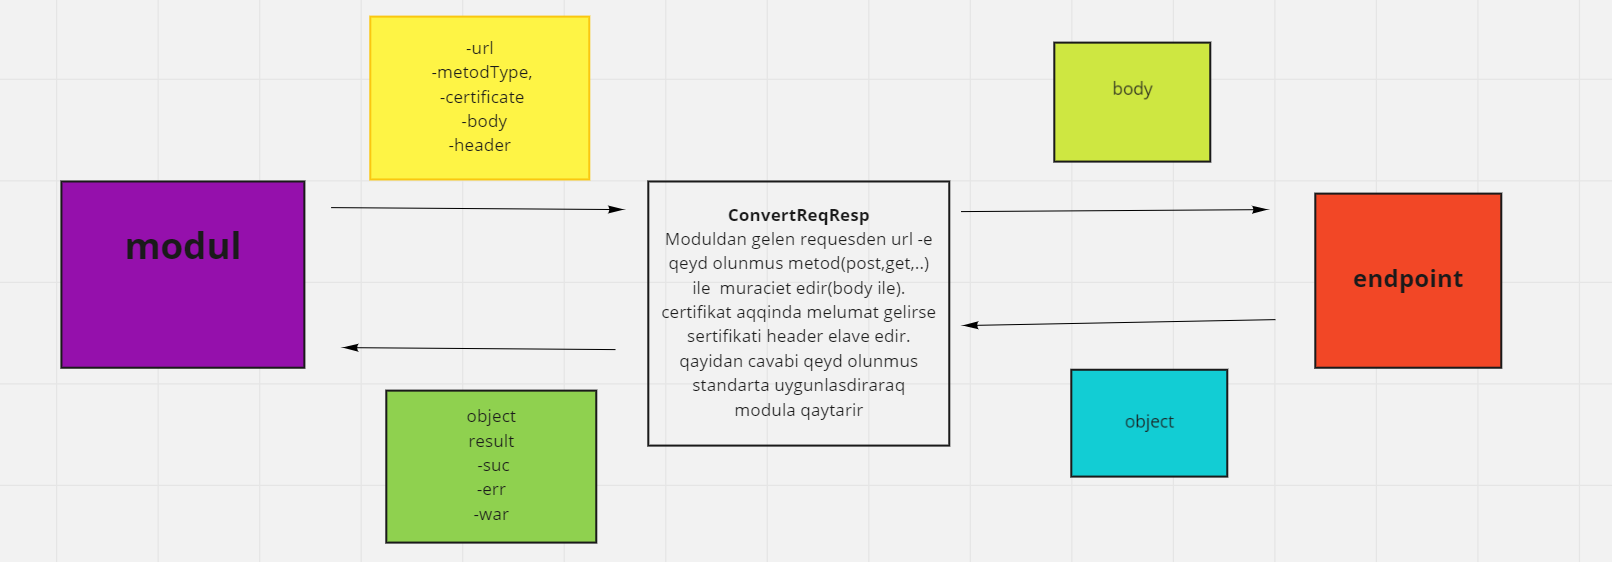 -url
-metodType,
-certificate
-body
-header
body
modul
ConvertReqResp
Moduldan gelen requesden url -e
qeyd olunmus metod(post,get,..)
ile muraciet edir(body ile).
certifikat aqqinda melumat gelirse
sertifikati header elave edir.
qayidan cavabi qeyd olunmus
standarta uygunlasdiraraq
modula qaytarir
endpoint
object
result
-suc
-err
-war
object